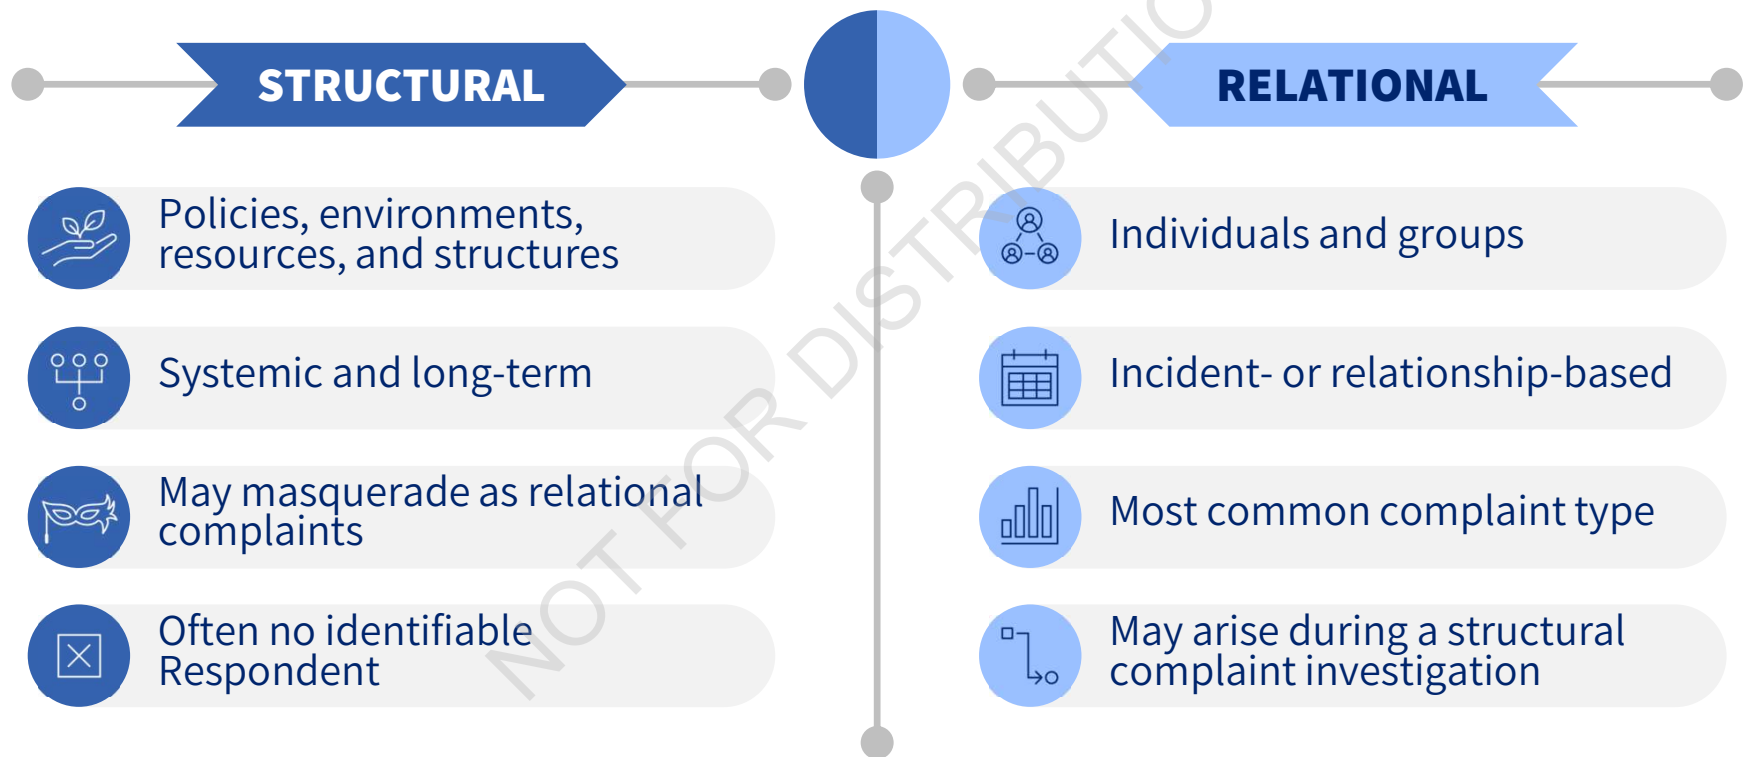 STRUCTURAL
Policies, environments,
resources, and structures
Systemic and long-term
May masquerade as relational
complaints
Often no identifiable
Respondent
RELATIONAL
Individuals and groups
Incident- or relationship-based
Most common complaint type
May arise during a structural
complaint investigation
NOT FOR DISTRIBUTIO